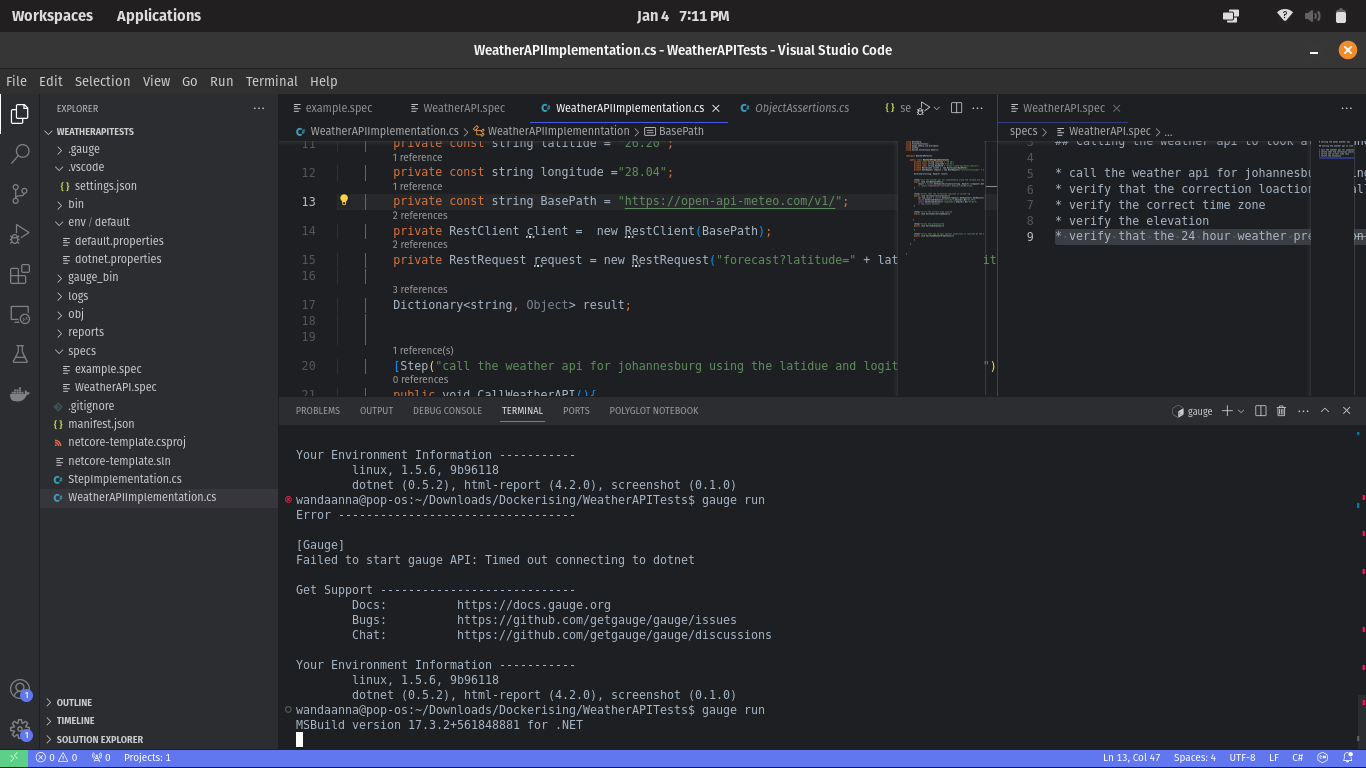 Workspaces Applications Jan 4 7:11 PM
WeatherAPIImplementation.cs - WeatherAPITests - Visual Studio Code
File Edit Selection View Go Run Terminal Help
EXPLORER
WEATHERAPITESTS
.gauge
.vscode
settings.json
bin
env / default
default.properties
dotnet.properties
gauge_bin
logs
obj
reports
specs
example.spec
WeatherAPI.spec
.gitignore
manifest.json
netcore-template.csproj
netcore-template.sln
StepImplementation.cs
WeatherAPIImplementation.cs
OUTLINE
TIMELINE
SOLUTION EXPLORER
example.spec WeatherAPI.spec WeatherAPIImplementation.cs ObjectAssertions.cs se
WeatherAPIImplementation.cs WeatherAPIImplemenntation BasePath
11 private const string latitude = "26.20";
1 reference
12 private const string longitude ="28.04";
1 reference
13 private const string BasePath = "https://open-api-meteo.com/v1/";
2 references
14 private RestClient client =  new RestClient(BasePath);
2 references
15 private RestRequest request = new RestRequest("forecast?latitude=" + lat it
16
3 references
17 Dictionary<string, Object> result;
18
19
1 reference(s)
20 [Step("call the weather api for johannesburg using the latidue and logit ")
0 references
21 public void CallWeatherAPI(){
WeatherAPI.spec
specs WeatherAPI.spec ...
3 ## Calling the weather api to look a
4
5 * call the weather api for johannesbu
6 * verify that the correction loaction
7 * verify the correct time zone
8 * verify the elevation
9 * verify that the 24 hour weather pre
PROBLEMS OUTPUT DEBUG CONSOLE TERMINAL PORTS POLYGLOT NOTEBOOK gauge
Your Environment Information -----------
linux, 1.5.6, 9b96118
dotnet (0.5.2), html-report (4.2.0), screenshot (0.1.0)
wandaanna@pop-os:~/Downloads/Dockerising/WeatherAPITests$ gauge run
Error ----------------------------------
[Gauge]
Failed to start gauge API: Timed out connecting to dotnet
Get Support ----------------------------
Docs: https://docs.gauge.org
Bugs: https://github.com/getgauge/gauge/issues
Chat: https://github.com/getgauge/gauge/discussions
Your Environment Information -----------
linux, 1.5.6, 9b96118
dotnet (0.5.2), html-report (4.2.0), screenshot (0.1.0)
wandaanna@pop-os:~/Downloads/Dockerising/WeatherAPITests$ gauge run
MSBuild version 17.3.2+561848881 for .NET
1
1
0 0 0 Projects: 1 Ln 13, Col 47 Spaces: 4 UTF-8 LF C#